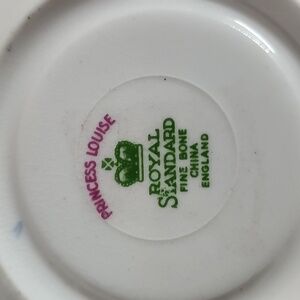 PRINCESS LOUISE
ROYAL
STANDARD
FINE BONE
CHINA
ENGLAND